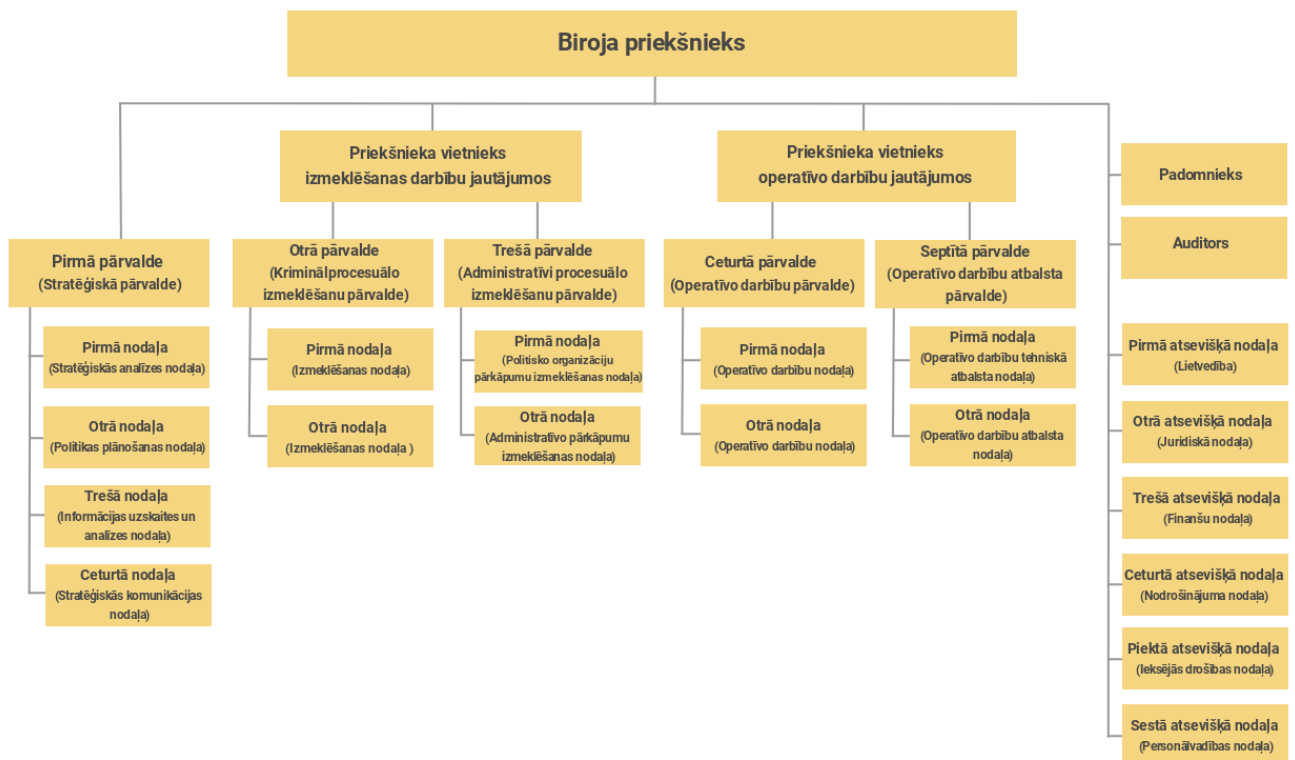 Biroja priekšnieks
Priekšnieka vietnieks
izmeklēšanas darbību jautājumos
Priekšnieka vietnieks
operatīvo darbību jautājumos
Padomnieks
Auditors
Pirmā pārvalde
(Stratēģiskā pārvalde)
Pirmā nodaļa
(Stratēģiskās analīzes nodaļa)
Otrā nodaļa
(Politikas plānošanas nodaļa)
Trešā nodaļa
(Informācijas uzskaites un
analīzes nodaļa)
Ceturtā nodaļa
(Stratēģiskās komunikācijas
nodaļa)
Otrā pārvalde
(Kriminālprocesuālo
izmeklēšanu pārvalde)
Pirmā nodaļa
(Izmeklēšanas nodaļa)
Otrā nodaļa
(Izmeklēšanas nodaļa )
Trešā pārvalde
(Administratīvi procesuālo
izmeklēšanu pārvalde)
Pirmā nodaļa
(Politisko organizāciju
pārkāpumu izmeklēšanas nodaļa)
Otrā nodaļa
(Administratīvo pārkāpumu
izmeklēšanas nodaļa)
Ceturtā pārvalde
(Operatīvo darbību pārvalde)
Pirmā nodaļa
(Operatīvo darbību nodaļa)
Otrā nodaļa
(Operatīvo darbību nodaļa)
Septītā pārvalde
(Operatīvo darbību atbalsta
pārvalde)
Pirmā nodaļa
(Operatīvo darbību tehniskā
atbalsta nodaļa)
Otrā nodaļa
(Operatīvo darbību atbalsta
nodaļa)
Pirmā atsevišķā nodaļa
(Lietvedība)
Otrā atsevišķā nodaļa
(Juridiskā nodaļa)
Trešā atsevišķā nodaļa
(Finanšu nodaļa)
Ceturtā atsevišķā nodaļa
(Nodrošinājuma nodaļa)
Piektā atsevišķā nodaļa
(Ieksējās drošības nodaļa)
Sestā atsevišķā nodaļa
(Personālvadības nodaļa)